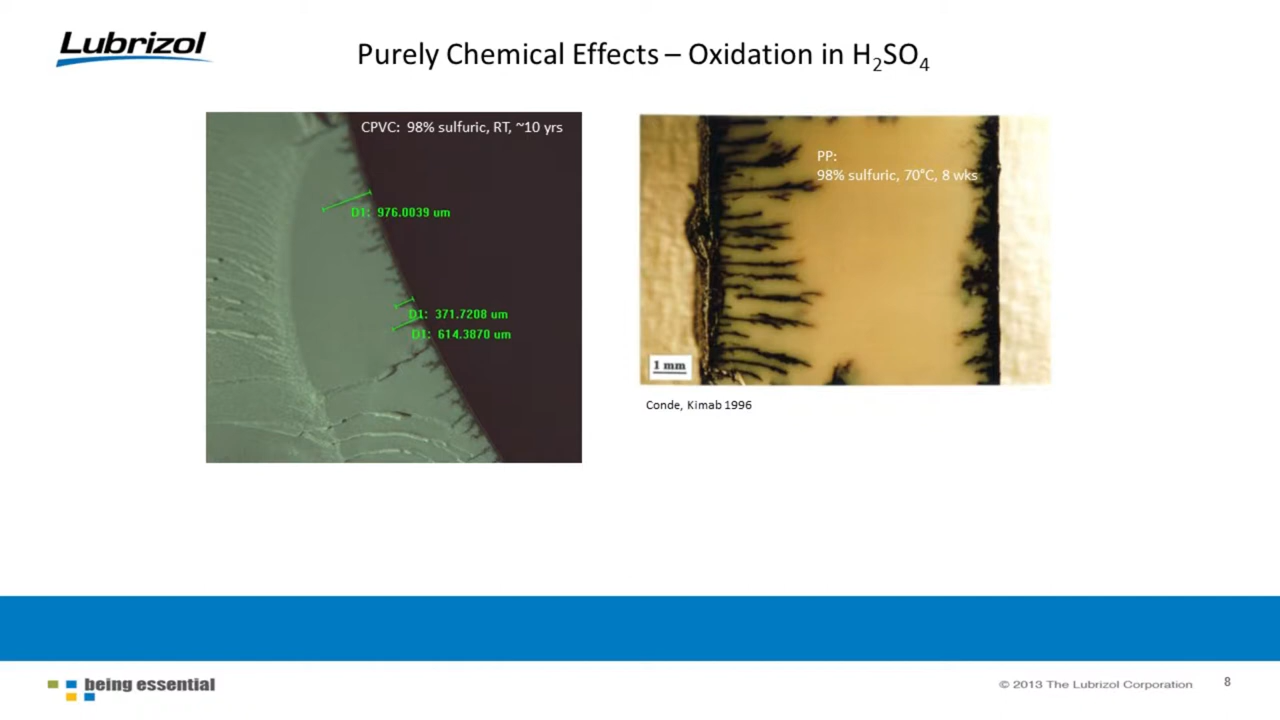 Lubrizol
Purely Chemical Effects – Oxidation in H₂SO₄
CPVC: 98% sulfuric, RT, ~10 yrs
D1: 976.0039 um
D1: 371.7208 um
D1: 614.3870 um
PP:
98% sulfuric, 70°C, 8 wks
1 mm
Conde, Kimab 1996
being essential
© 2013 The Lubrizol Corporation
8